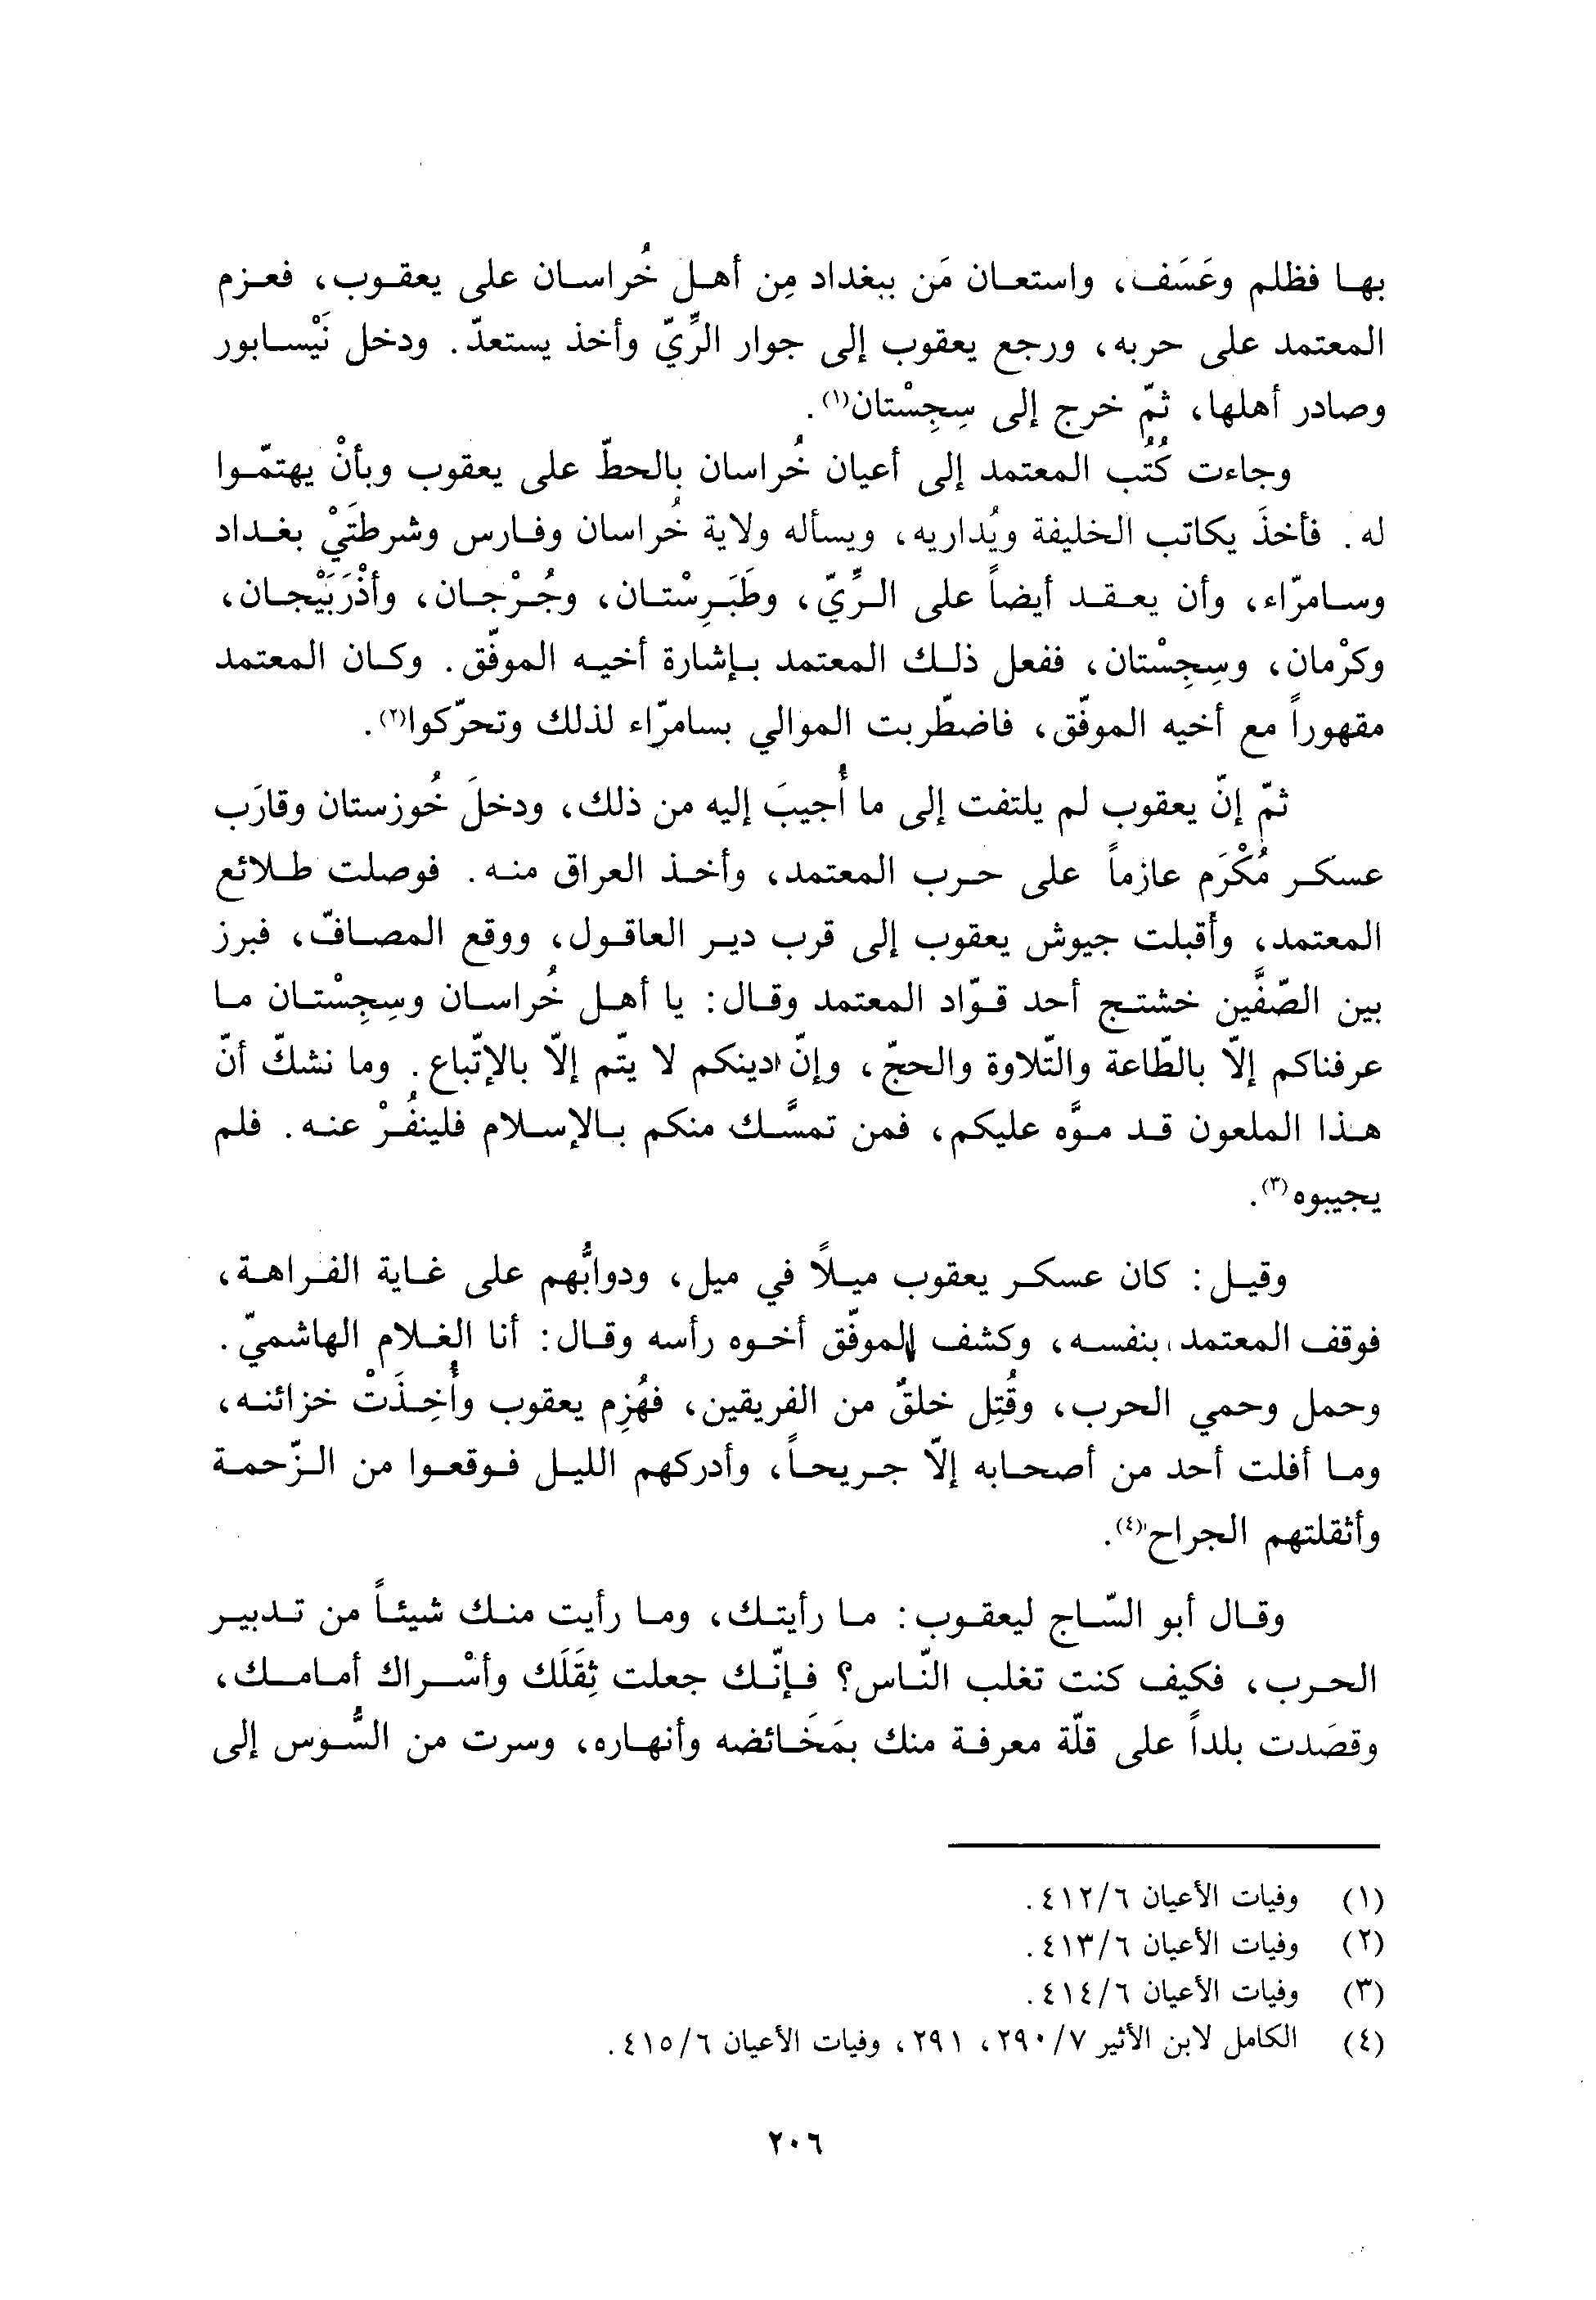 بها فظلم وعَسَف، واستعان مَن ببغداد مِن أهل خُراسان على يعقوب، فعزم
المعتمد على حربه، ورجع يعقوب إلى جوار الرِّيّ وأخذ يستعدّ. ودخل نَيْسابور
وصادر أهلها، ثمّ خرج إلى سِجِسْتان(١).
وجاءت كُتُب المعتمد إلى أعيان خُراسان بالحطّ على يعقوب وبأنْ يهتمّوا
له. فأخذَ يكاتب الخليفة ويُداريه، ويسأله ولاية خُراسان وفارس وشرطتَيْ بغداد
وسامرّاء، وأن يعقد أيضاً على الرِّيّ، وطَبَرِسْتان، وجُرْجان، وأذْرَبَيْجان،
وكرْمان، وسِجِسْتان، ففعل ذلك المعتمد بإشارة أخيه الموفّق. وكان المعتمد
مقهوراً مع أخيه الموفّق، فاضطّربت الموالي بسامرّاء لذلك وتحرّكوا(٢).
ثمّ إنّ يعقوب لم يلتفت إلى ما أُجيبَ إليه من ذلك، ودخلَ خُوزستان وقارَب
عسكر مُكْرَم عازماً على حرب المعتمد، وأخذ العراق منه. فوصلت طلائع
المعتمد، وأقبلت جيوش يعقوب إلى قرب دير العاقول، ووقع المصافّ، فبرز
بين الصّفَّين خشتج أحد قوّاد المعتمد وقال: يا أهل خُراسان وسِجِسْتان ما
عرفناكم إلّا بالطّاعة والتّلاوة والحجّ، وإنّ دينكم لا يتّم إلّا بالإتّباع. وما نشكّ أنّ
هذا الملعون قد موَّه عليكم، فمن تمسَّك منكم بالإسلام فلينفُرْ عنه. فلم
يجيبوه(٣).
وقيل: كان عسكر يعقوب ميلاً في ميل، ودوابُّهم على غاية الفراهة،
فوقف المعتمد بنفسه، وكشف الموفّق أخوه رأسه وقال: أنا الغلام الهاشميّ.
وحمل وحمي الحرب، وقُتِل خلقٌ من الفريقين، فهُزِم يعقوب وأُخِذَتْ خزائنه،
وما أفلت أحد من أصحابه إلّا جريحاً، وأدركهم الليل فوقعوا من الزّحمة
وأثقلتهم الجراح(٤).
وقال أبو السّاج ليعقوب: ما رأيتك، وما رأيت منك شيئاً من تدبير
الحرب، فكيف كنت تغلب النّاس؟ فإنّك جعلت ثِقَلَك وأسْراك أمامك،
وقصَدت بلداً على قلّة معرفة منك بمَخَائضه وأنهاره، وسرت من السُّوس إلى
(١) وفيات الأعيان ٤١٢/٦.
(٢) وفيات الأعيان ٤١٣/٦.
(٣) وفيات الأعيان ٤١٤/٦.
(٤) الكامل لابن الأثير ٢٩٠/٧، ٢٩١، وفيات الأعيان ٤١٥/٦.
٢٠٦